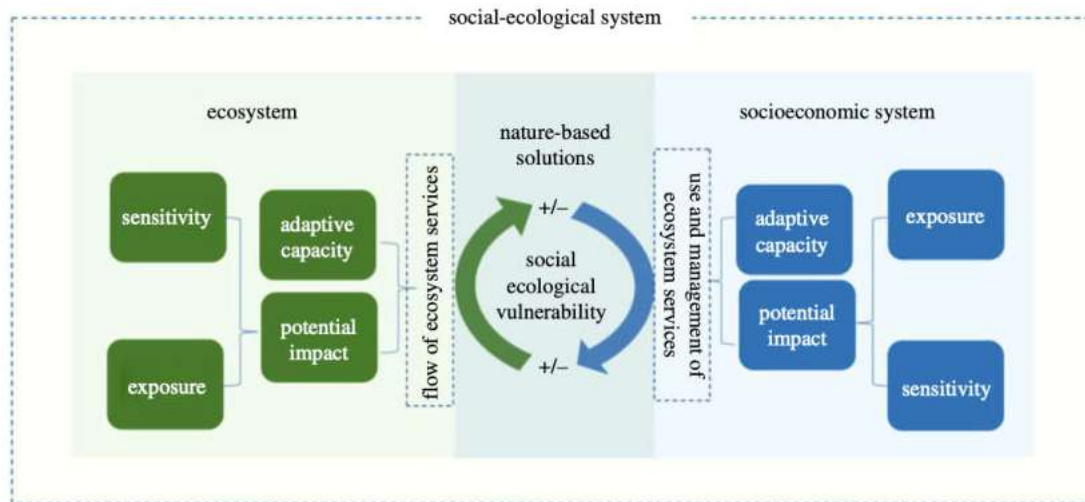 social-ecological system
ecosystem
sensitivity
exposure
adaptive
capacity
potential
impact
flow of ecosystem services
nature-based
solutions
+/–
social
ecological
vulnerability
+/–
socioeconomic system
use and management of
ecosystem services
adaptive
capacity
potential
impact
exposure
sensitivity